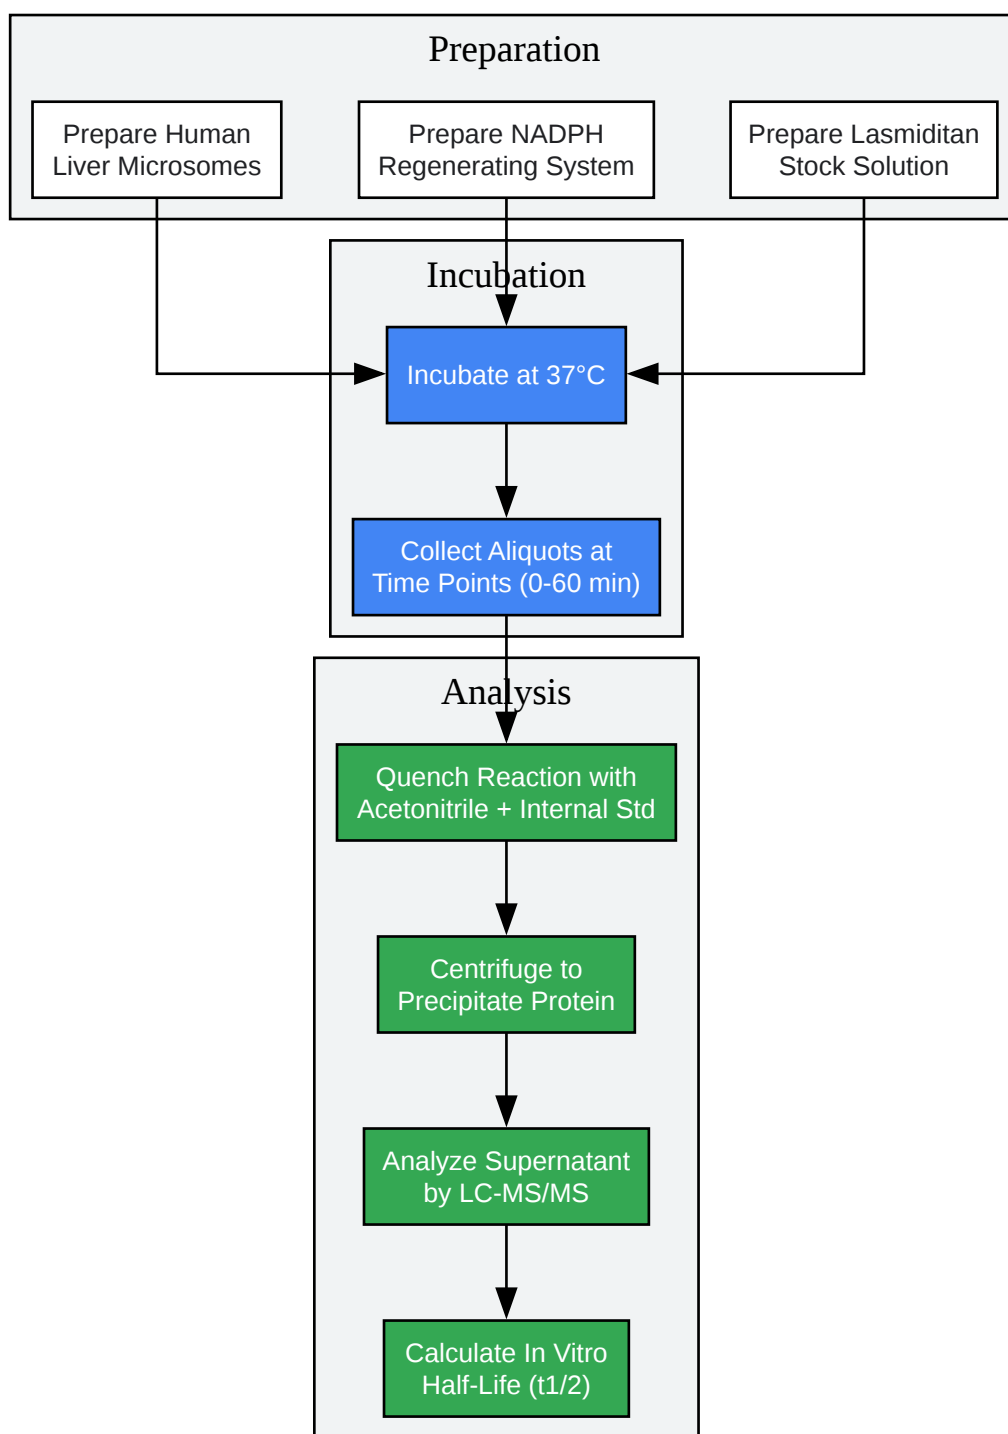 Preparation
Prepare Human
Liver Microsomes
Prepare NADPH
Regenerating System
Prepare Lasmiditan
Stock Solution
Incubation
Incubate at 37°C
Collect Aliquots at
Time Points (0-60 min)
Analysis
Quench Reaction with
Acetonitrile + Internal Std
Centrifuge to
Precipitate Protein
Analyze Supernatant
by LC-MS/MS
Calculate In Vitro
Half-Life (t1/2)